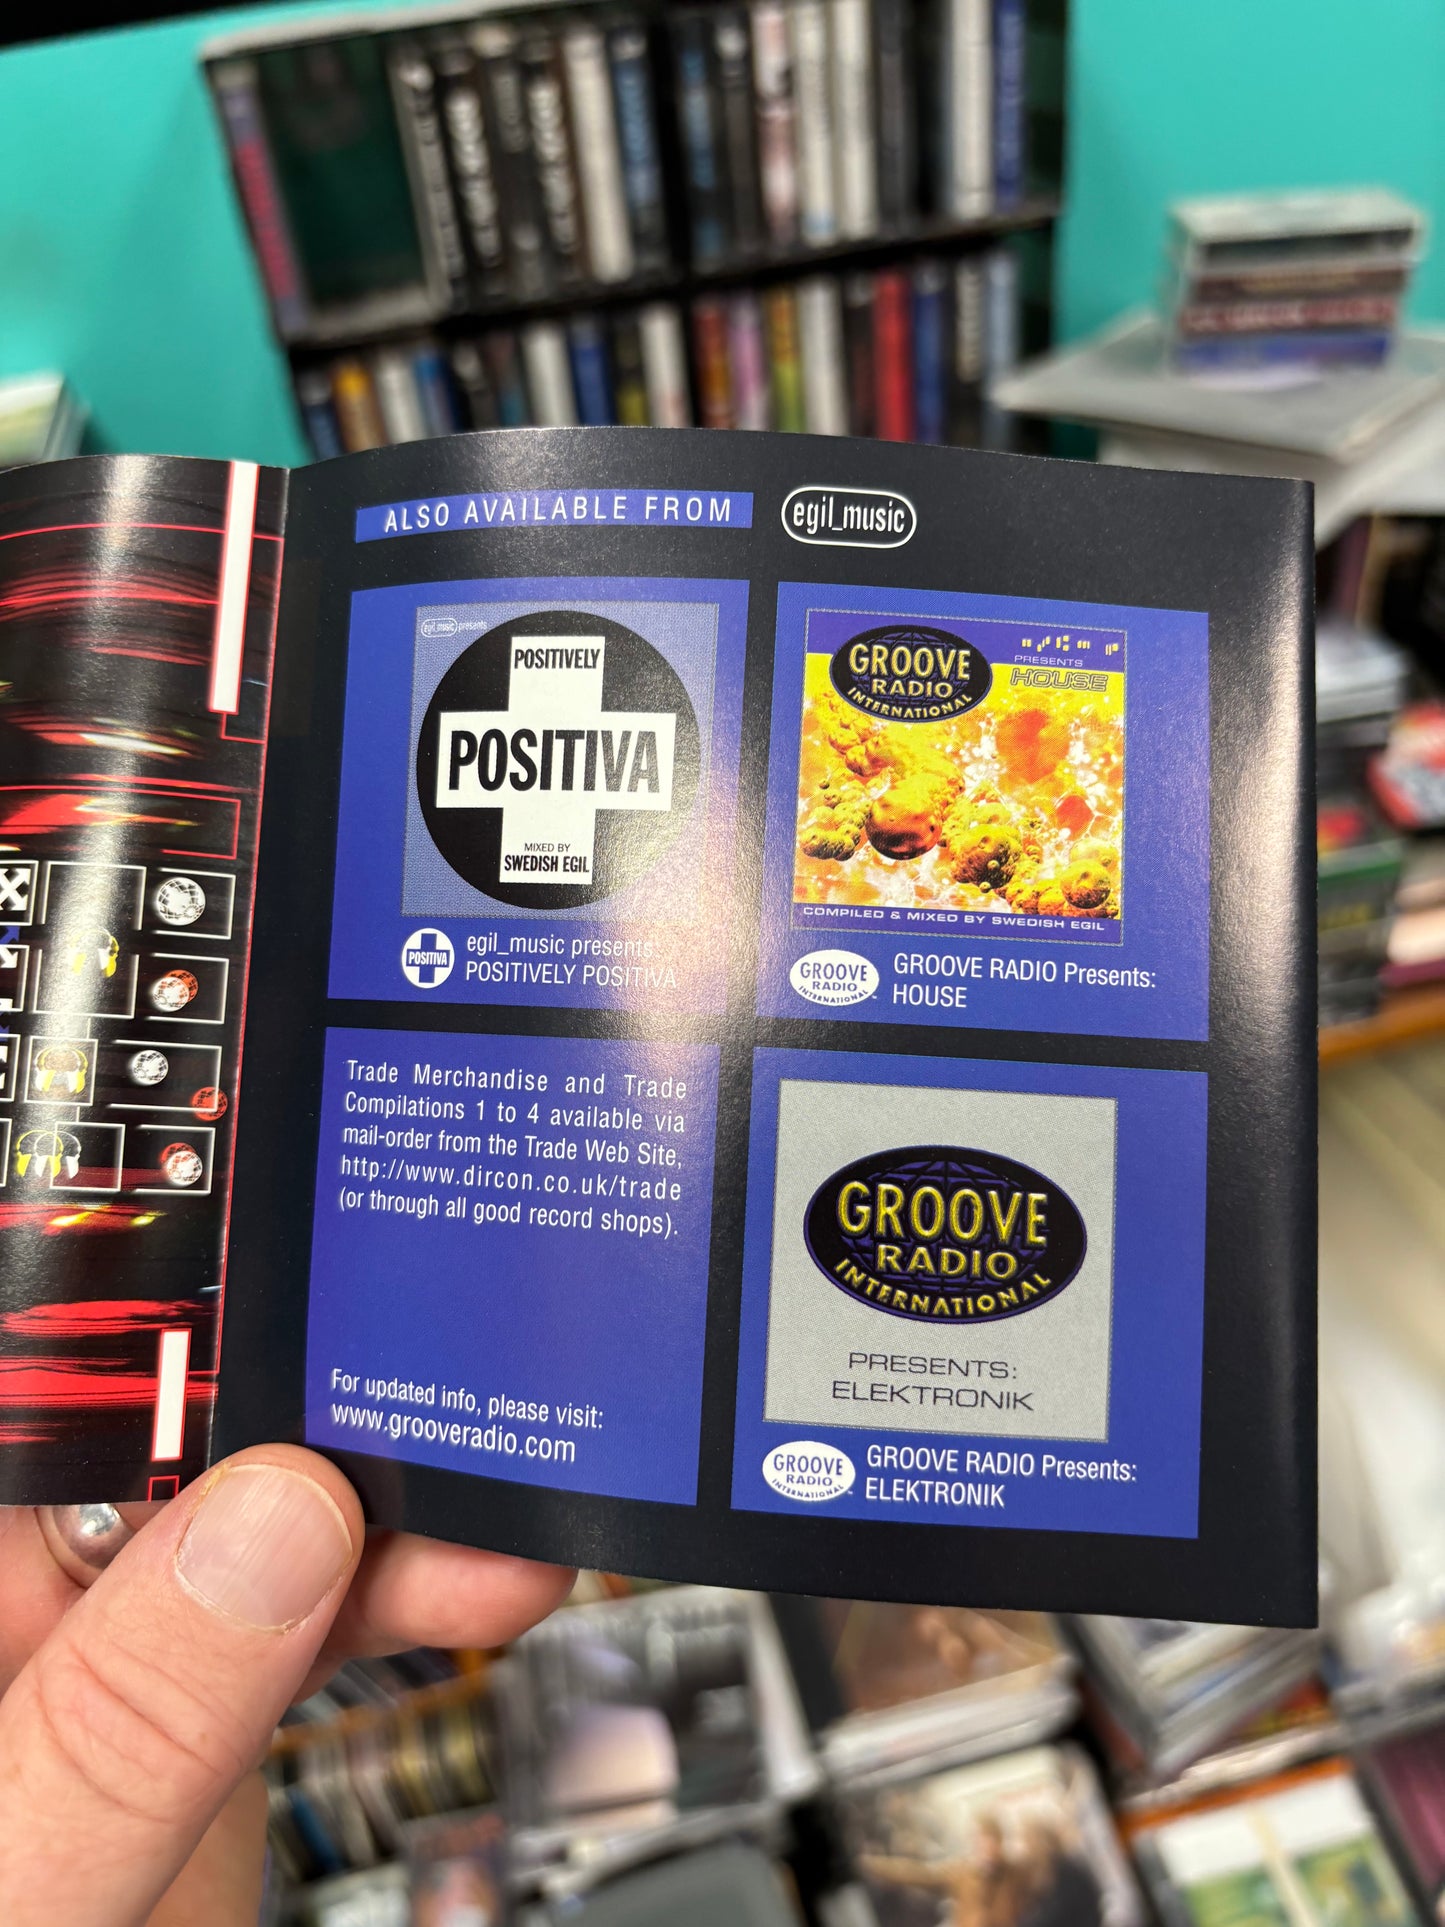 ALSO AVAILABLE FROM
egil_music
egil_music presents
POSITIVELY
POSITIVA
MIXED BY
SWEDISH EGIL
POSITIVA
egil_music presents
POSITIVELY POSITIVA
GROOVE
RADIO
INTERNATIONAL
PRESENTS
HOUSE
COMPILED & MIXED BY SWEDISH EGIL
GROOVE
RADIO
INTERNATIONAL
GROOVE RADIO Presents:
HOUSE
Trade Merchandise and Trade
Compilations 1 to 4 available via
mail-order from the Trade Web Site,
http://www.dircon.co.uk/trade
(or through all good record shops).
For updated info, please visit:
www.grooveradio.com
GROOVE
RADIO
INTERNATIONAL
PRESENTS:
ELEKTRONIK
GROOVE
RADIO
INTERNATIONAL
GROOVE RADIO Presents:
ELEKTRONIK